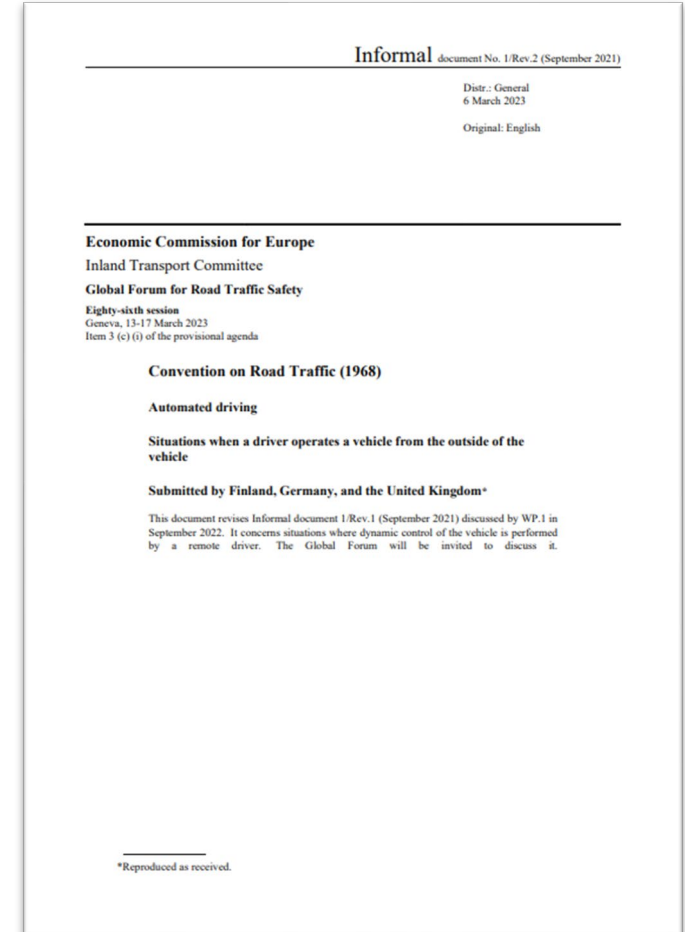 Informal document No. 1/Rev.2 (September 2021)
Distr.: General
6 March 2023
Original: English
Economic Commission for Europe
Inland Transport Committee
Global Forum for Road Traffic Safety
Eighty-sixth session
Geneva, 13-17 March 2023
Item 3 (c) (i) of the provisional agenda
Convention on Road Traffic (1968)
Automated driving
Situations when a driver operates a vehicle from the outside of the
vehicle
Submitted by Finland, Germany, and the United Kingdom*
This document revises Informal document 1/Rev.1 (September 2021) discussed by WP.1 in
September 2022. It concerns situations where dynamic control of the vehicle is performed
by a remote driver. The Global Forum will be invited to discuss it.
*Reproduced as received.